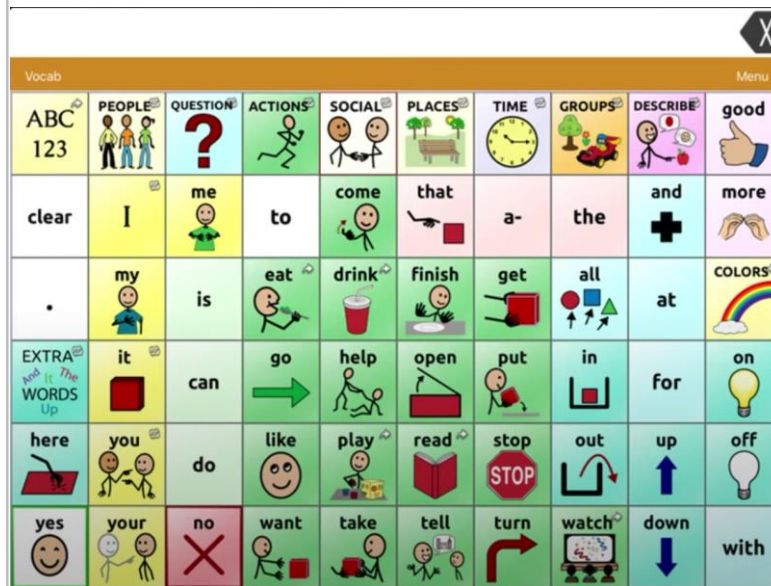 Vocab Menu
ABC 123 PEOPLE QUESTION ACTIONS SOCIAL PLACES TIME GROUPS DESCRIBE good
clear I me to come that a- the and more
. my is eat drink finish get all at COLORS
EXTRA And It The WORDS Up it can go help open put in for on
here you do like play read stop STOP out up off
yes your no want take tell turn watch down with